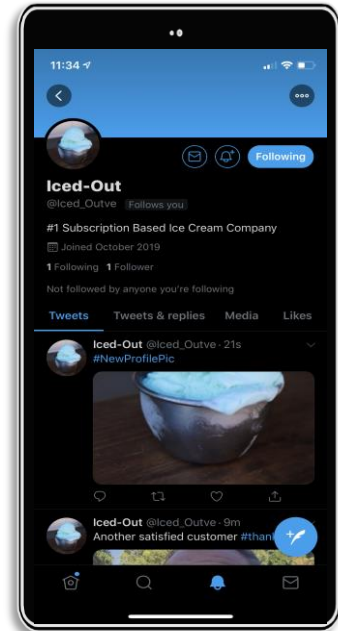 11:34
Following
Iced-Out
@Iced_Outve Follows you
#1 Subscription Based Ice Cream Company
Joined October 2019
1 Following 1 Follower
Not followed by anyone you're following
Tweets Tweets & replies Media Likes
Iced-Out @Iced_Outve · 21s
#NewProfilePic
Iced-Out @Iced_Outve · 9m
Another satisfied customer #than